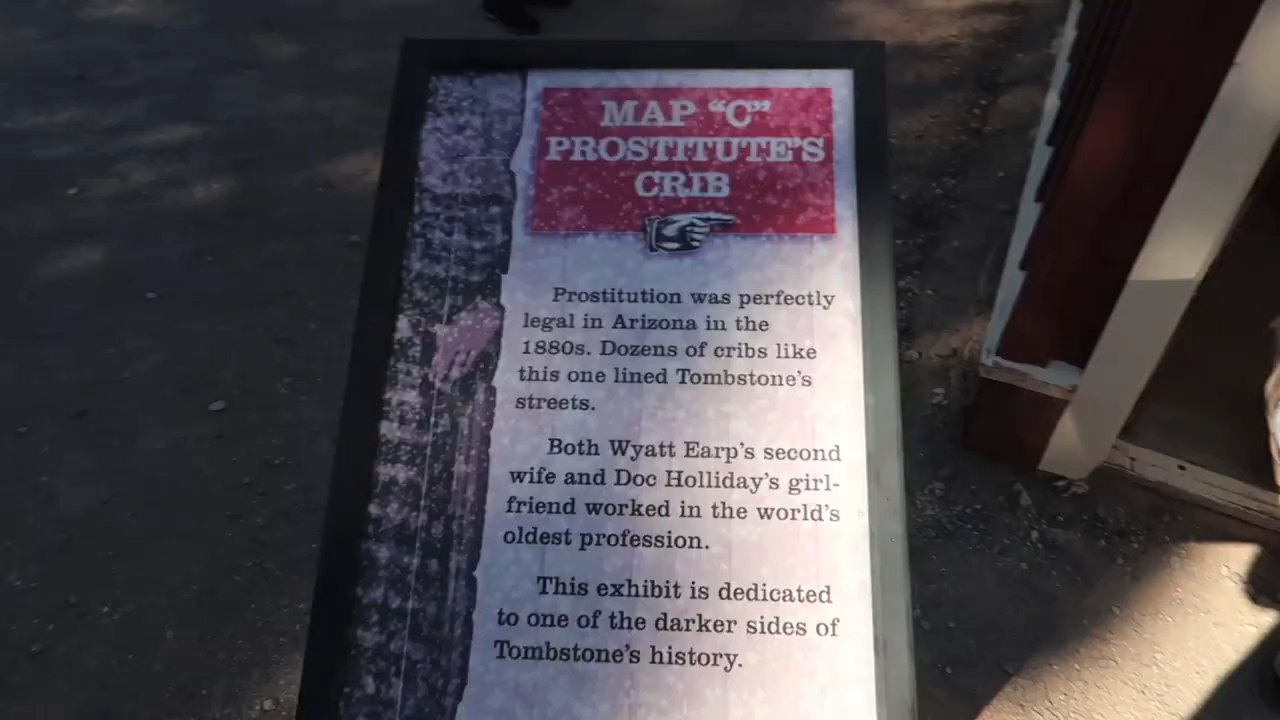 MAP “C”
PROSTITUTE’S
CRIB
Prostitution was perfectly
legal in Arizona in the
1880s. Dozens of cribs like
this one lined Tombstone’s
streets.
Both Wyatt Earp’s second
wife and Doc Holliday’s girl-
friend worked in the world’s
oldest profession.
This exhibit is dedicated
to one of the darker sides of
Tombstone’s history.